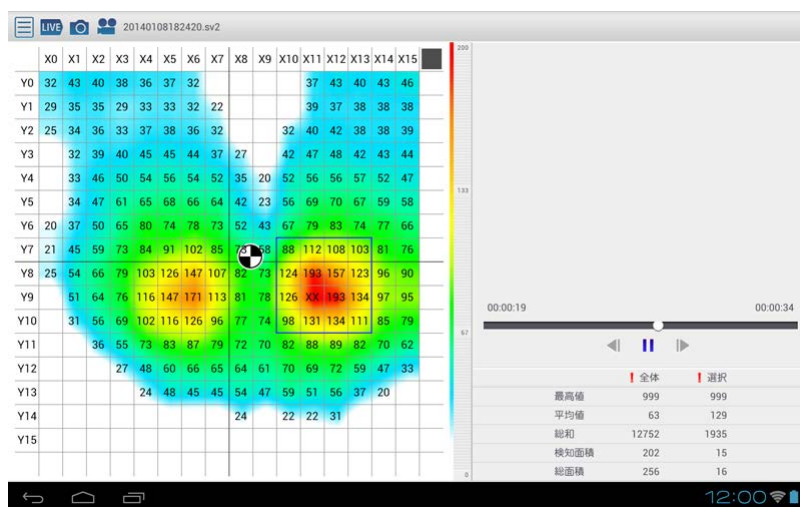 LIVE 20140108182420.sv2
X0 X1 X2 X3 X4 X5 X6 X7 X8 X9 X10 X11 X12 X13 X14 X15
Y0 32 43 40 38 36 37 32 37 43 40 43 46
Y1 29 35 35 29 33 33 32 22 39 37 38 38 38
Y2 25 34 36 33 37 38 36 32 32 40 42 38 38 39
Y3 32 39 40 45 45 44 37 27 42 47 48 42 43 44
Y4 33 46 50 54 56 54 52 35 20 52 56 56 57 52 47
Y5 34 47 61 65 68 66 64 42 23 56 69 70 67 59 58
Y6 20 37 50 65 80 74 78 73 52 43 67 79 83 74 77 66
Y7 21 45 59 73 84 91 102 85 73 58 88 112 108 103 81 76
Y8 25 54 66 79 103 126 147 107 82 73 124 193 157 123 96 90
Y9 51 64 76 116 147 171 113 81 78 126 XX 193 134 97 95
Y10 31 56 69 102 116 126 96 77 74 98 131 134 111 85 79
Y11 36 55 73 83 87 79 72 70 82 88 89 82 70 62
Y12 27 48 60 66 65 64 61 70 69 72 59 47 33
Y13 24 48 45 45 54 47 59 51 56 37 20
Y14 24 22 22 31
Y15
200
133
67
0
00:00:19 00:00:34
! 全体 ! 選択
最高値 999 999
平均値 63 129
総和 12752 1935
検知面積 202 15
総面積 256 16
12:00